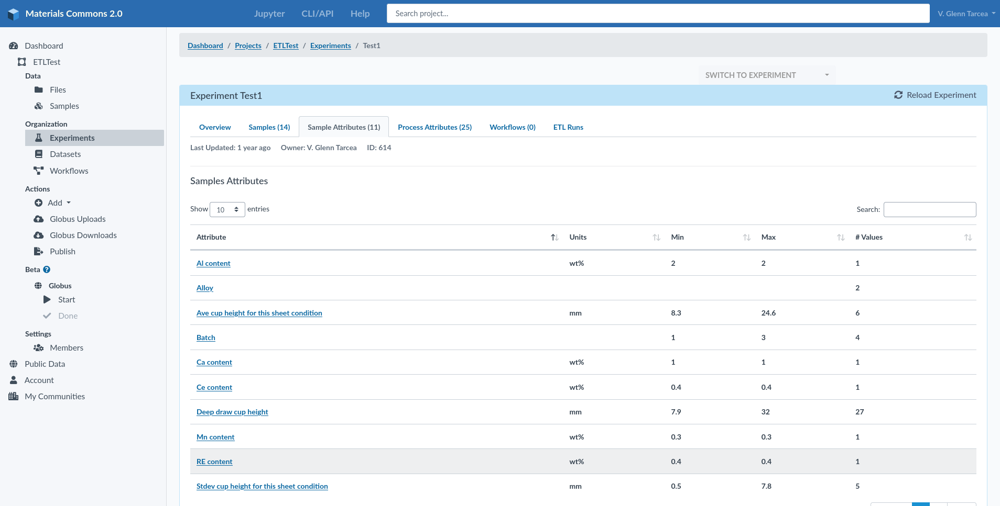 Materials Commons 2.0
Jupyter CLI/API Help Search project... V. Glenn Tarcea
Dashboard
ETLTest
Data
Files
Samples
Organization
Experiments
Datasets
Workflows
Actions
Add
Globus Uploads
Globus Downloads
Publish
Beta ?
Globus
Start
Done
Settings
Members
Public Data
Account
My Communities
Dashboard / Projects / ETLTest / Experiments / Test1
SWITCH TO EXPERIMENT
Experiment Test1 Reload Experiment
Overview Samples (14) Sample Attributes (11) Process Attributes (25) Workflows (0) ETL Runs
Last Updated: 1 year ago Owner: V. Glenn Tarcea ID: 614
Samples Attributes
Show 10 entries Search:
Attribute Units Min Max # Values
Al content wt% 2 2 1
Alloy 2
Ave cup height for this sheet condition mm 8.3 24.6 6
Batch 1 3 4
Ca content wt% 1 1 1
Ce content wt% 0.4 0.4 1
Deep draw cup height mm 7.9 32 27
Mn content wt% 0.3 0.3 1
RE content wt% 0.4 0.4 1
Stdev cup height for this sheet condition mm 0.5 7.8 5